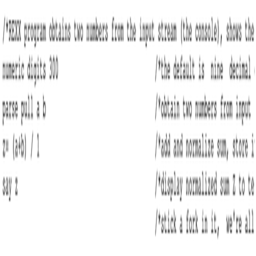 /*REXX program obtains two numbers from the input stream (the console), shows the
numeric digits 300 /*the default is nine decimal
parse pull a b /*obtain two numbers from input
z= (a+b) / 1 /*add and normalize sum, store i
say z /*display normalized sum Z to te
/*stick a fork in it, we're all